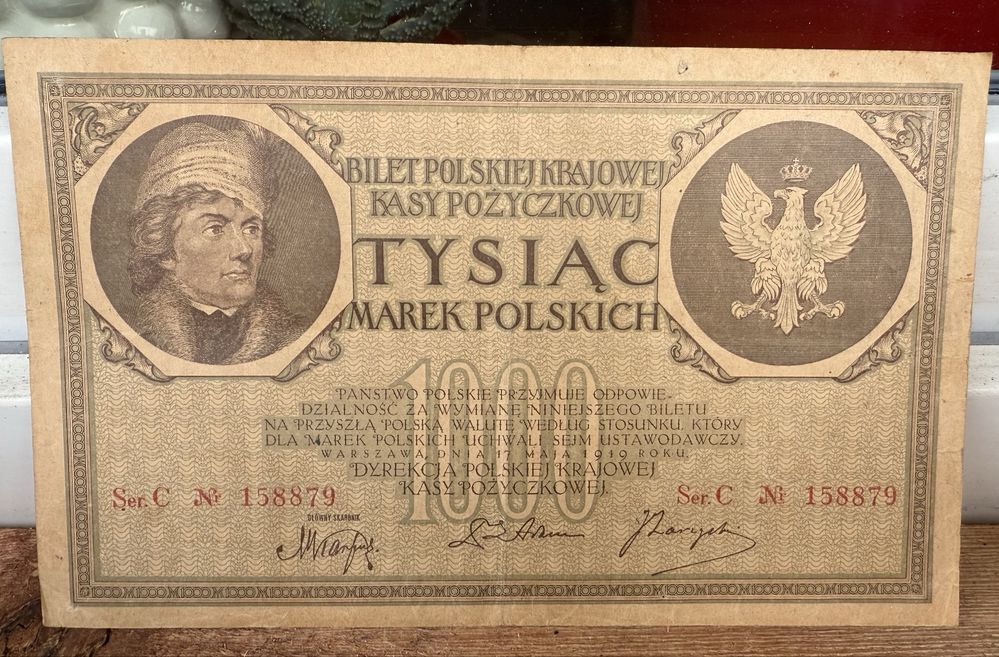 BILET POLSKIEJ KRAJOWEJ
KASY POŻYCZKOWEJ
TYSIĄC
MAREK POLSKICH
1000
PAŃSTWO POLSKIE PRZYJMUJE ODPOWIE-
DZIALNOŚĆ ZA WYMIANĘ NINIEJSZEGO BILETU
NA PRZYSZŁĄ POLSKĄ WALUTĘ WEDŁUG STOSUNKU, KTÓRY
DLA MAREK POLSKICH UCHWALI SEJM USTAWODAWCZY.
WARSZAWA, DNIA 17 MAJA 1919 ROKU.
DYREKCJA POLSKIEJ KRAJOWEJ
KASY POŻYCZKOWEJ.
Ser. C № 158879
Ser. C № 158879
GŁÓWNY SKARBNIK